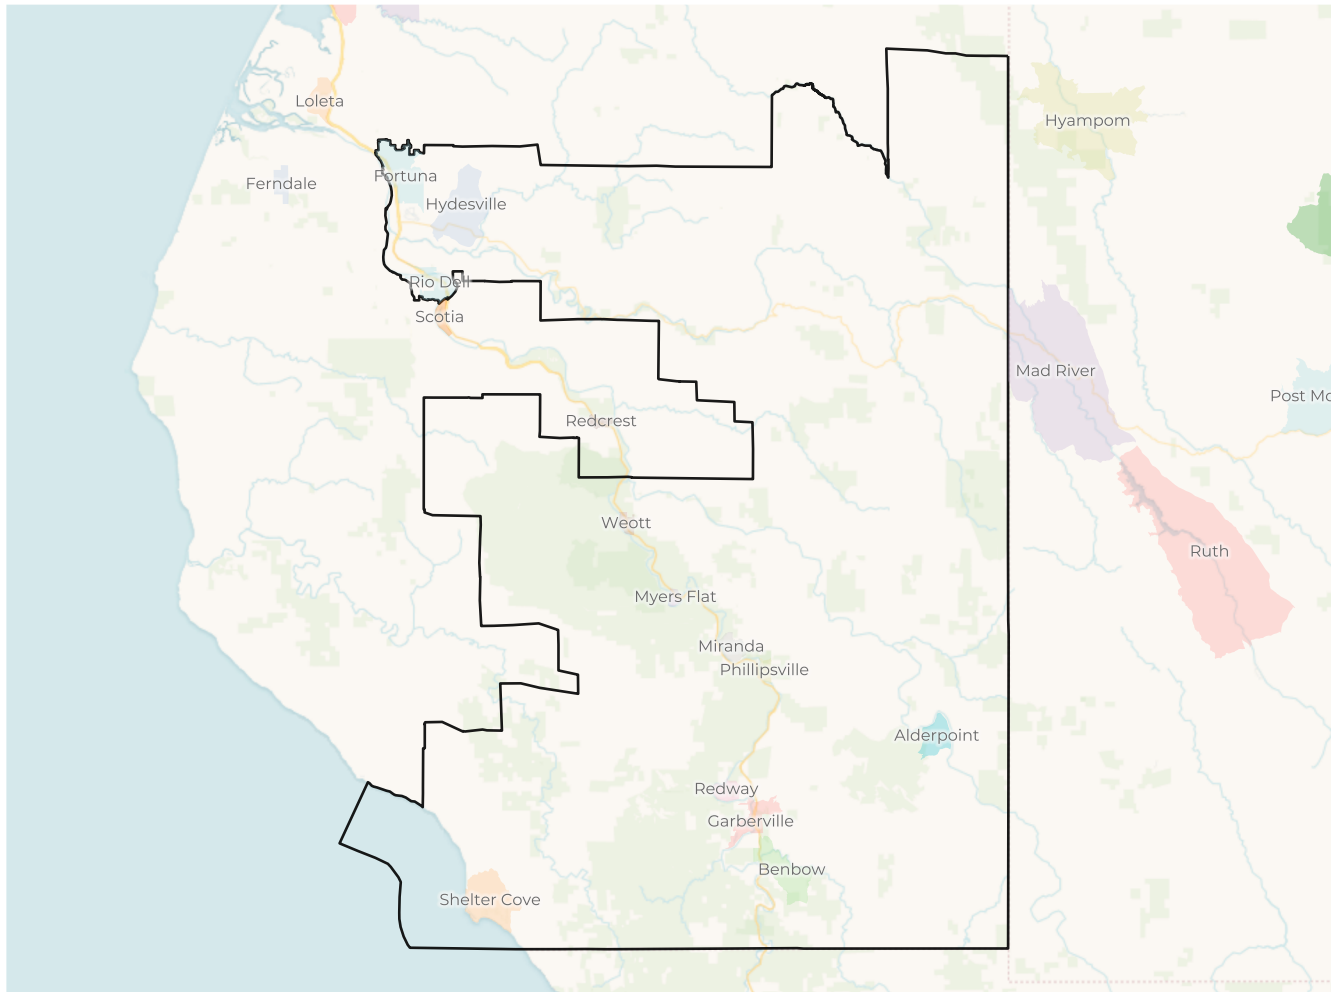 Loleta
Hyampom
Fortuna
Ferndale
Hydesville
Rio Dell
Scotia
Mad River
Post Mo
Redcrest
Weott
Ruth
Myers Flat
Miranda
Phillipsville
Alderpoint
Redway
Garberville
Benbow
Shelter Cove